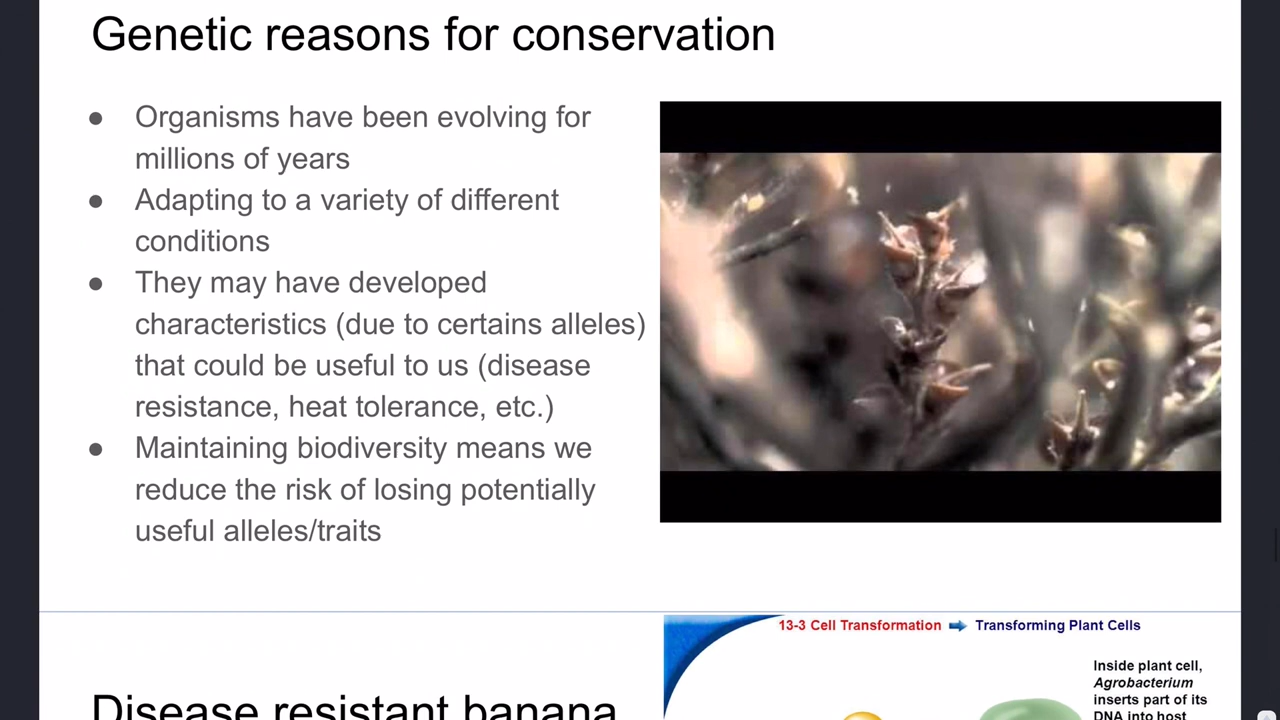 Genetic reasons for conservation
● Organisms have been evolving for
millions of years
● Adapting to a variety of different
conditions
● They may have developed
characteristics (due to certains alleles)
that could be useful to us (disease
resistance, heat tolerance, etc.)
● Maintaining biodiversity means we
reduce the risk of losing potentially
useful alleles/traits
13-3 Cell Transformation Transforming Plant Cells
Inside plant cell,
Agrobacterium
inserts part of its
DNA into host
Disease resistant banana